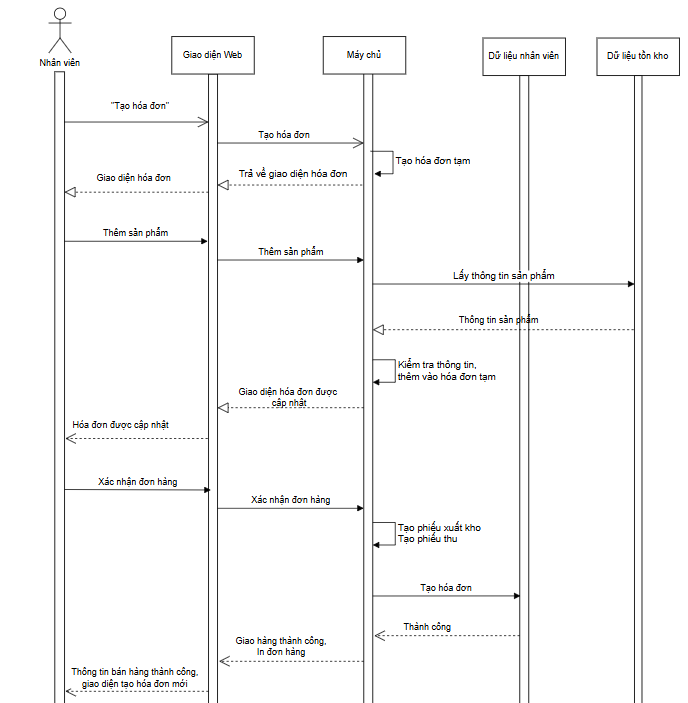 Nhân viên
Giao diện Web
Máy chủ
Dữ liệu nhân viên
Dữ liệu tồn kho
"Tạo hóa đơn"
Tạo hóa đơn
Tạo hóa đơn tạm
Trả về giao diện hóa đơn
Giao diện hóa đơn
Thêm sản phẩm
Thêm sản phẩm
Lấy thông tin sản phẩm
Thông tin sản phẩm
Kiểm tra thông tin,
thêm vào hóa đơn tạm
Giao diện hóa đơn được
cập nhật
Hóa đơn được cập nhật
Xác nhận đơn hàng
Xác nhận đơn hàng
Tạo phiếu xuất kho
Tạo phiếu thu
Tạo hóa đơn
Thành công
Giao hàng thành công,
In đơn hàng
Thông tin bán hàng thành công,
giao diện tạo hóa đơn mới